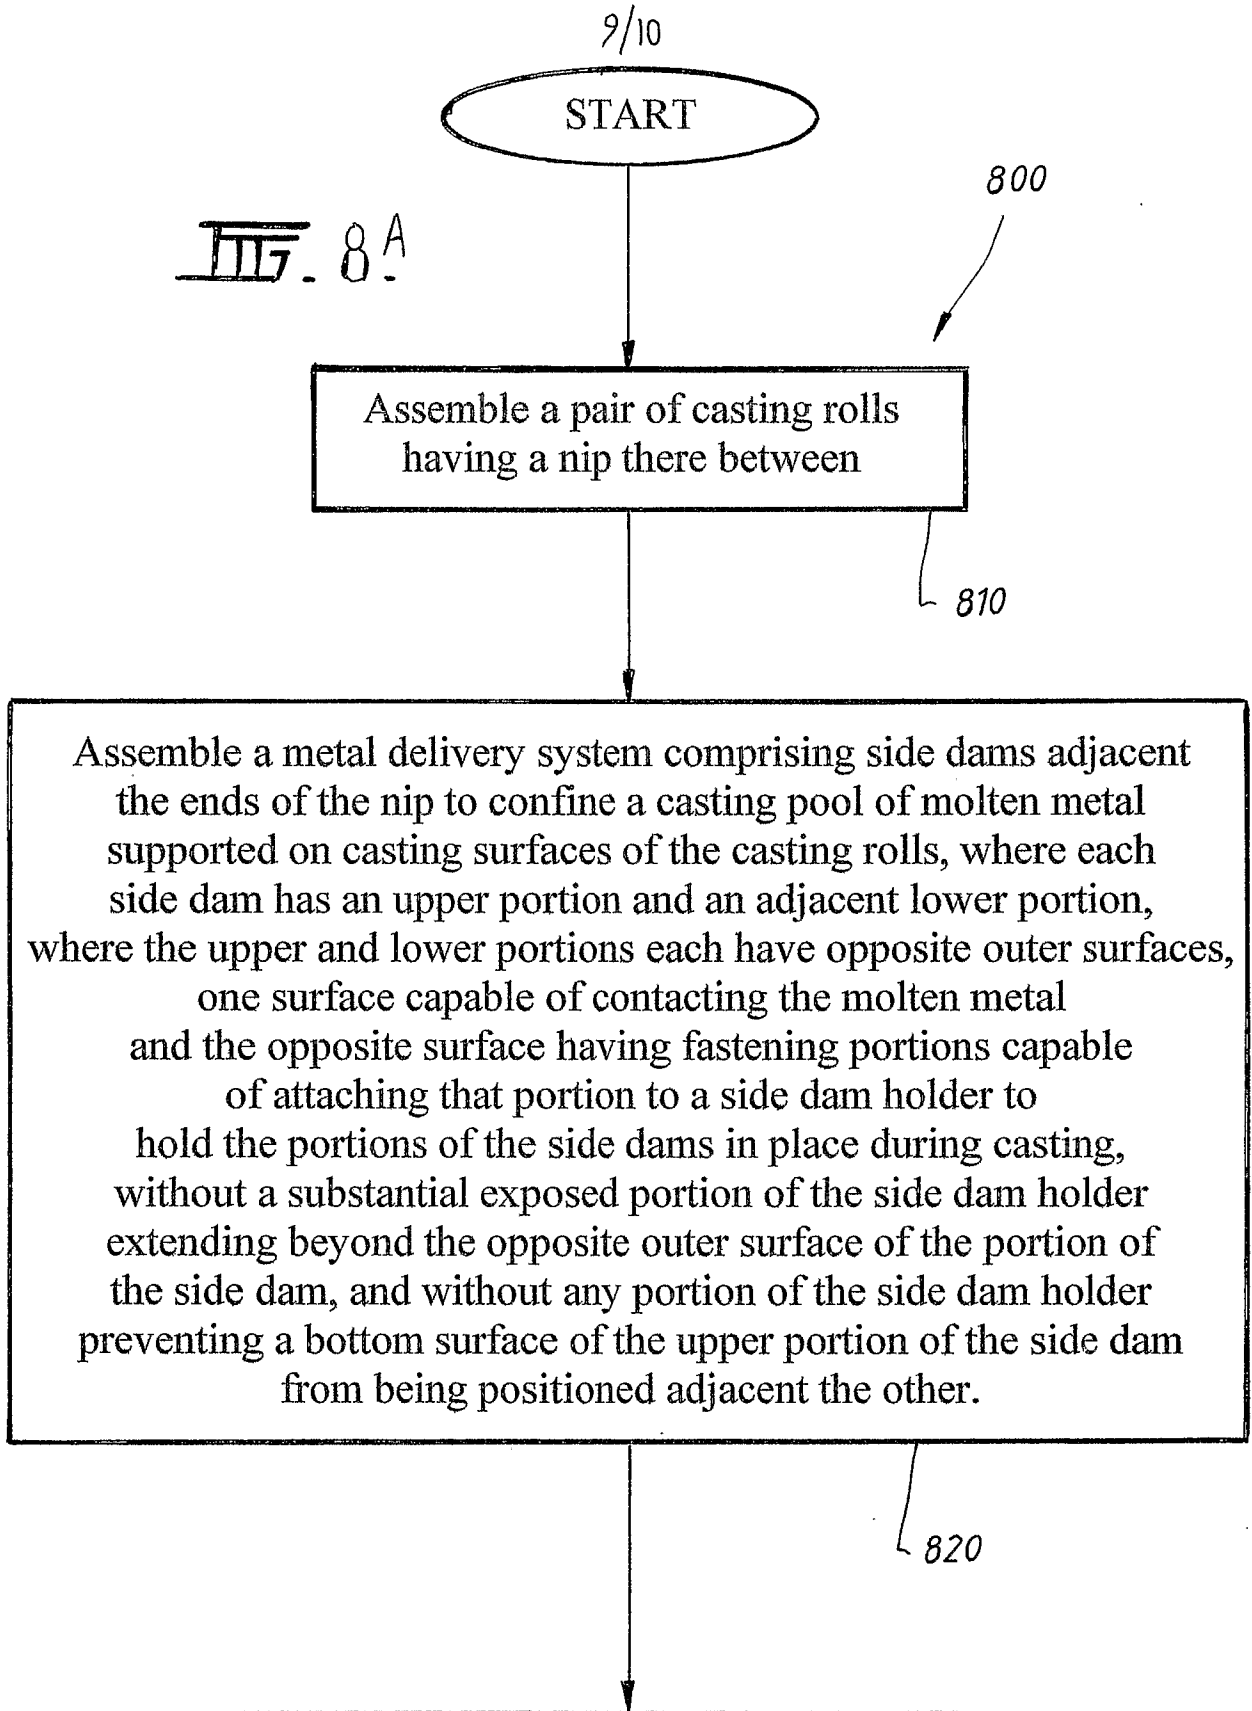 9/10
START
FIG. 8A
800
Assemble a pair of casting rolls
having a nip there between
810
Assemble a metal delivery system comprising side dams adjacent
the ends of the nip to confine a casting pool of molten metal
supported on casting surfaces of the casting rolls, where each
side dam has an upper portion and an adjacent lower portion,
where the upper and lower portions each have opposite outer surfaces,
one surface capable of contacting the molten metal
and the opposite surface having fastening portions capable
of attaching that portion to a side dam holder to
hold the portions of the side dams in place during casting,
without a substantial exposed portion of the side dam holder
extending beyond the opposite outer surface of the portion of
the side dam, and without any portion of the side dam holder
preventing a bottom surface of the upper portion of the side dam
from being positioned adjacent the other.
820